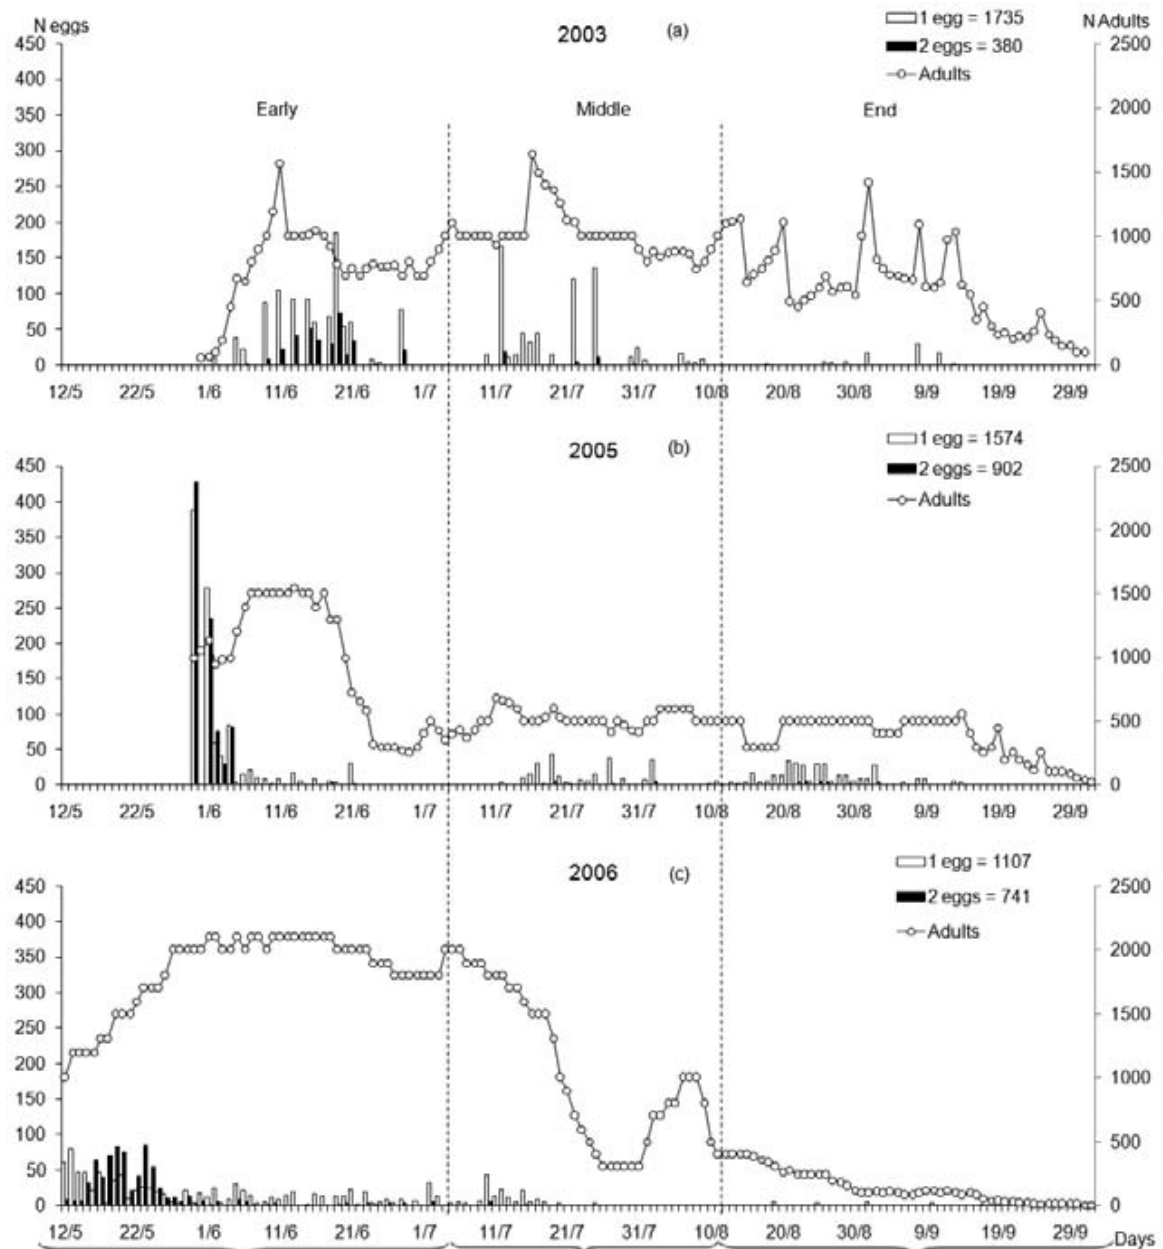 N eggs 2003 (a) 1 egg = 1735 N Adults
2 eggs = 380
Adults
450 400 350 300 250 200 150 100 50 0
Early Middle End
2500 2000 1500 1000 500 0
12/5 22/5 1/6 11/6 21/6 1/7 11/7 21/7 31/7 10/8 20/8 30/8 9/9 19/9 29/9
2005 (b) 1 egg = 1574
2 eggs = 902
Adults
450 400 350 300 250 200 150 100 50 0
2500 2000 1500 1000 500 0
12/5 22/5 1/6 11/6 21/6 1/7 11/7 21/7 31/7 10/8 20/8 30/8 9/9 19/9 29/9
2006 (c) 1 egg = 1107
2 eggs = 741
Adults
450 400 350 300 250 200 150 100 50 0
2500 2000 1500 1000 500 0
12/5 22/5 1/6 11/6 21/6 1/7 11/7 21/7 31/7 10/8 20/8 30/8 9/9 19/9 29/9 Days